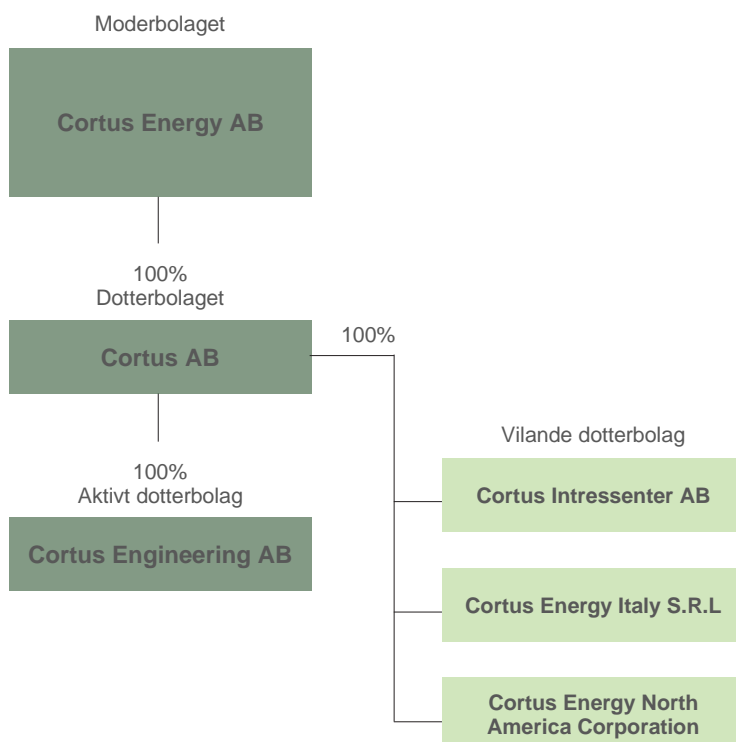 Moderbolaget
Cortus Energy AB
100%
Dotterbolaget
Cortus AB
100%
100%
Aktivt dotterbolag
Cortus Engineering AB
Vilande dotterbolag
Cortus Intressenter AB
Cortus Energy Italy S.R.L
Cortus Energy North
America Corporation